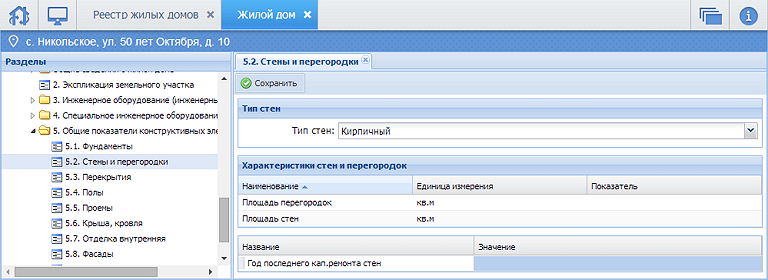 Реестр жилых домов
Жилой дом
с. Никольское, ул. 50 лет Октября, д. 10
Разделы
2. Экспликация земельного участка
3. Инженерное оборудование (инженерны
4. Специальное инженерное оборудовани
5. Общие показатели конструктивных эле
5.1. Фундаменты
5.2. Стены и перегородки
5.3. Перекрытия
5.4. Полы
5.5. Проемы
5.6. Крыша, кровля
5.7. Отделка внутренняя
5.8. Фасады
5.2. Стены и перегородки
Сохранить
Тип стен
Тип стен: Кирпичный
Характеристики стен и перегородок
Наименование Единица измерения Показатель
Площадь перегородок кв.м
Площадь стен кв.м
Название Значение
Год последнего кап.ремонта стен